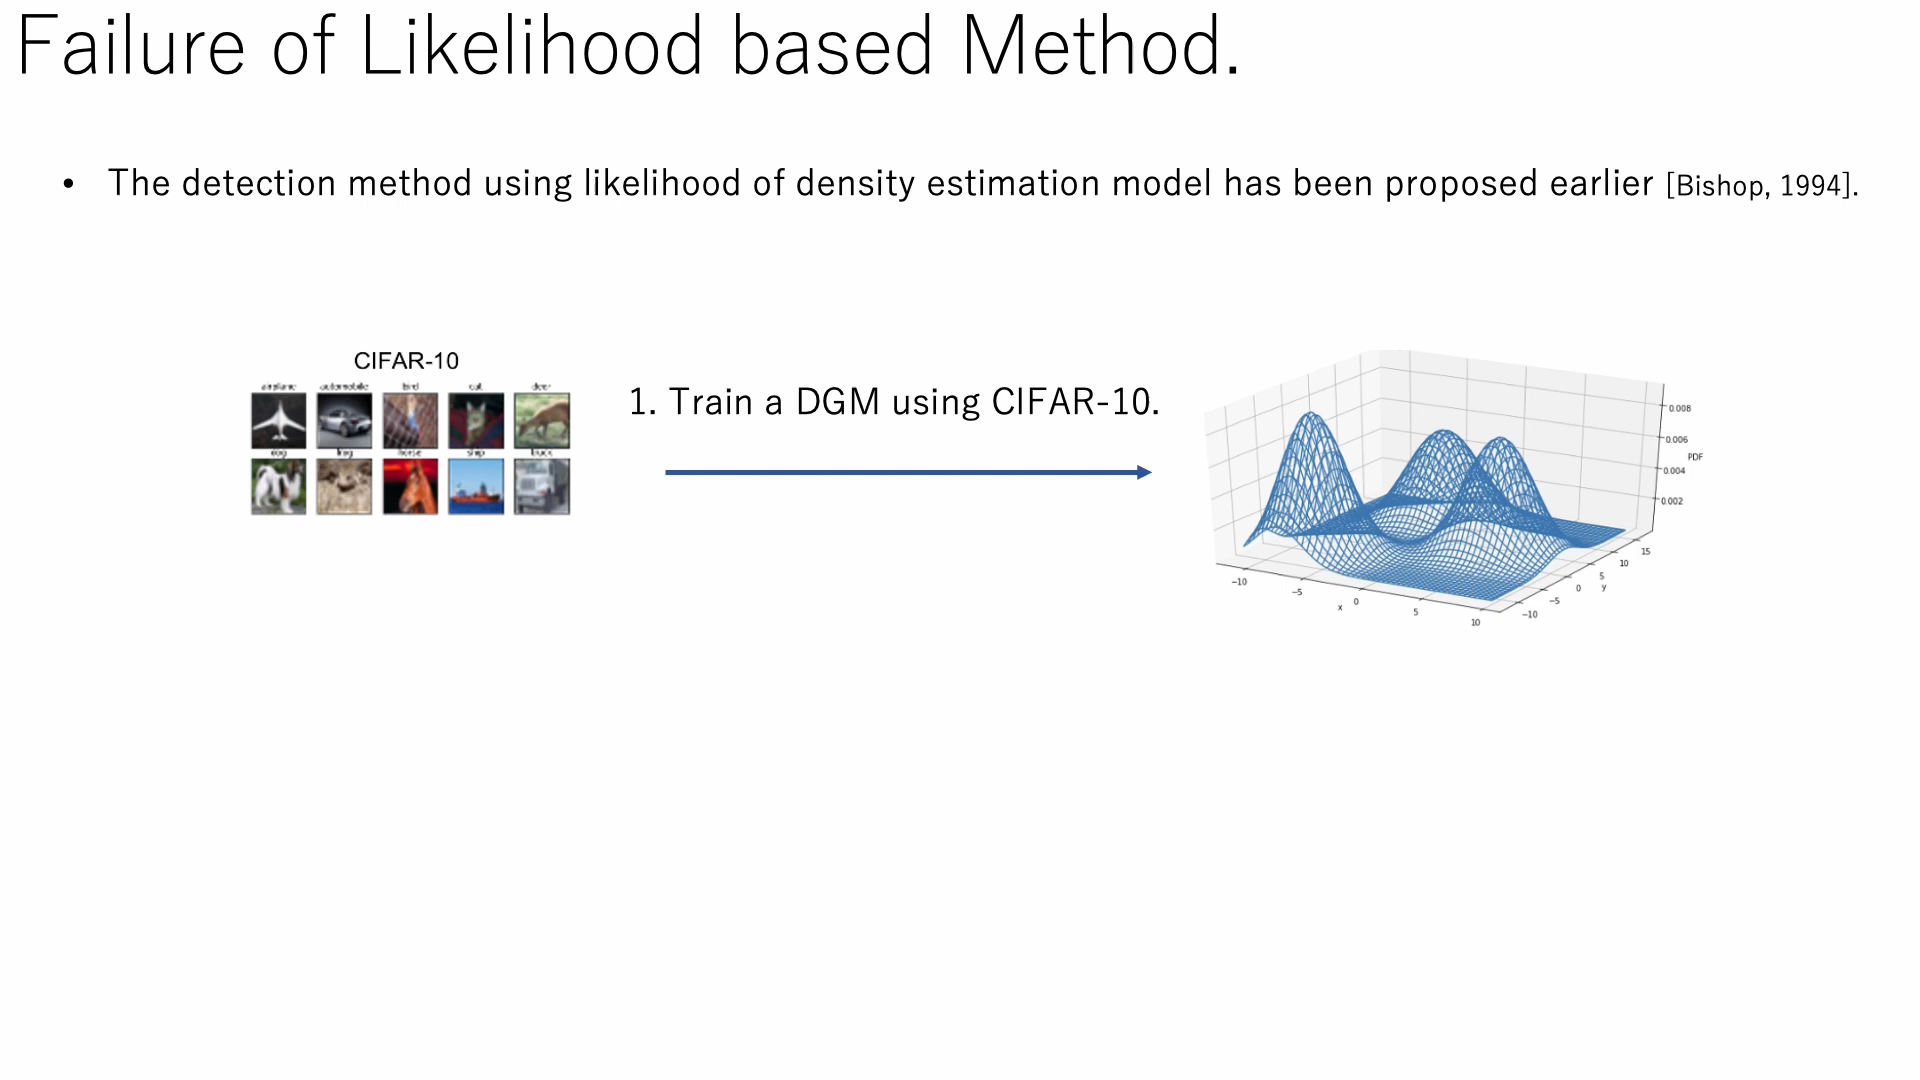 Failure of Likelihood based Method.
• The detection method using likelihood of density estimation model has been proposed earlier [Bishop, 1994].
CIFAR-10
airplane automobile bird cat deer
dog frog horse ship truck
1. Train a DGM using CIFAR-10.
0.008
0.006
PDF
0.004
0.002
15
10
5
y
0
−5
−10
−10
−5
x
0
5
10